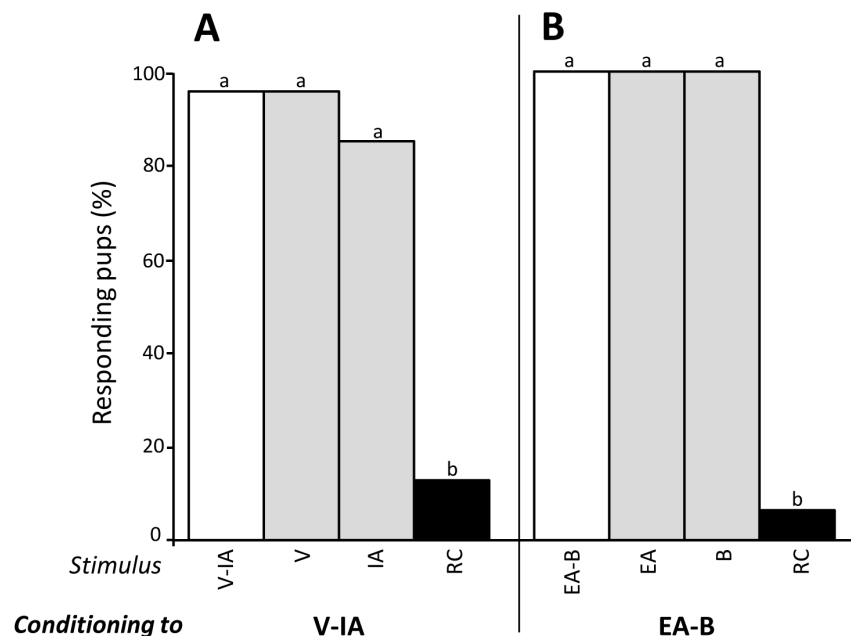 A B
Responding pups (%)
100
80
60
40
20
0
a a a b
a a a b
Stimulus V-IA V IA RC EA-B EA B RC
Conditioning to V-IA EA-B